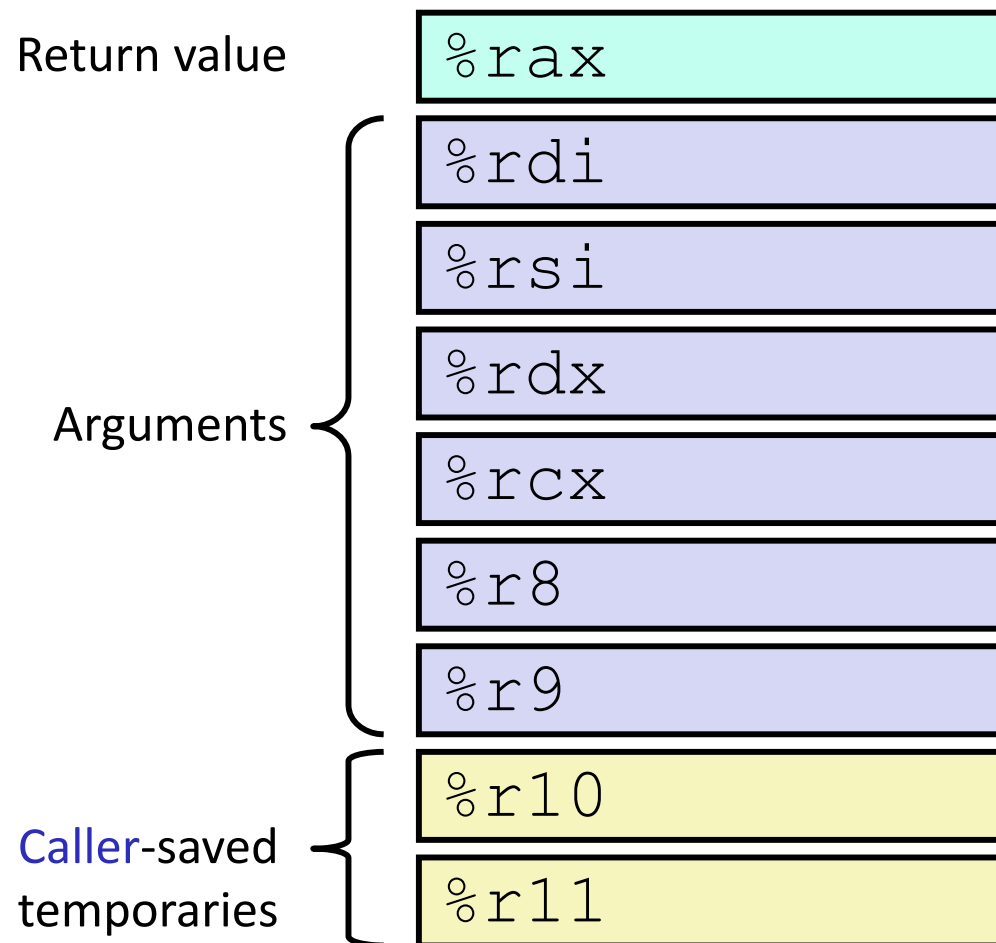 Return value
%rax
%rdi
%rsi
%rdx
Arguments
%rcx
%r8
%r9
%r10
Caller-saved
temporaries
%r11